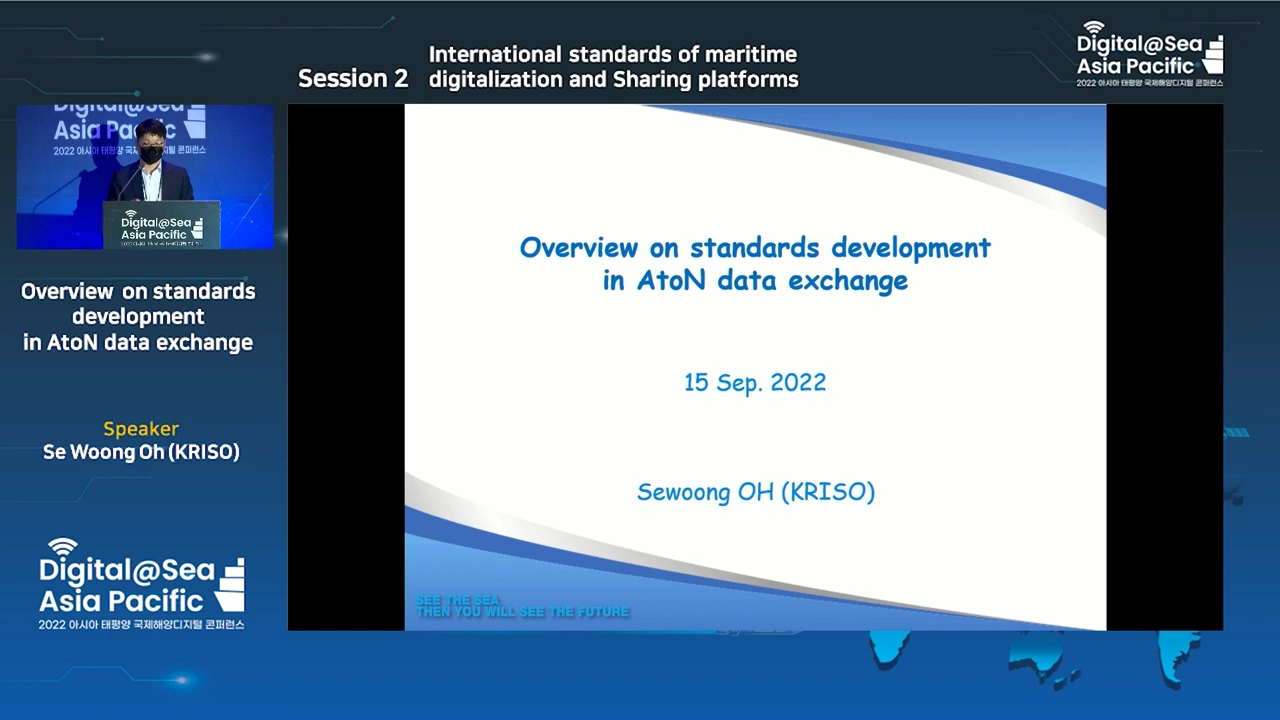 Session 2
International standards of maritime
digitalization and Sharing platforms
Digital@Sea
Asia Pacific
2022 아시아 태평양 국제해양디지털 콘퍼런스
Digital@Sea
Asia Pacific
2022 아시아 태평양 국 지털 콘퍼런스
Digital@Sea
Asia Pacific
Overview on standards
development
in AtoN data exchange
Speaker
Se Woong Oh (KRISO)
Digital@Sea
Asia Pacific
2022 아시아 태평양 국제해양디지털 콘퍼런스
Overview on standards development
in AtoN data exchange
15 Sep. 2022
Sewoong OH (KRISO)
SEE THE SEA
THEN YOU WILL SEE THE FUTURE